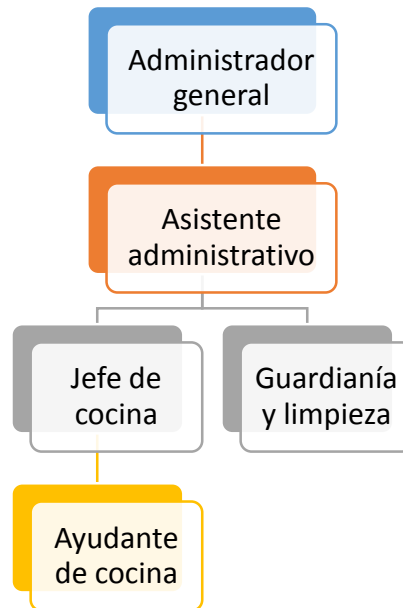 Administrador
general
Asistente
administrativo
Jefe de
cocina
Guardianía
y limpieza
Ayudante
de cocina